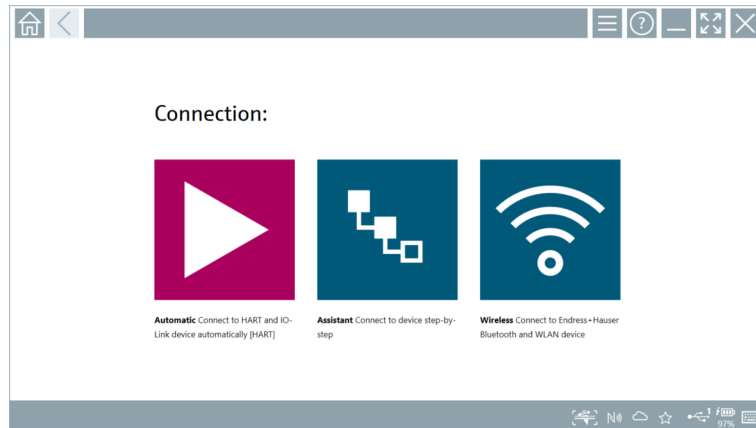 ?
Connection:
Automatic Connect to HART and IO-
Link device automatically [HART]
Assistant Connect to device step-by-
step
Wireless Connect to Endress+Hauser
Bluetooth and WLAN device
1
97%